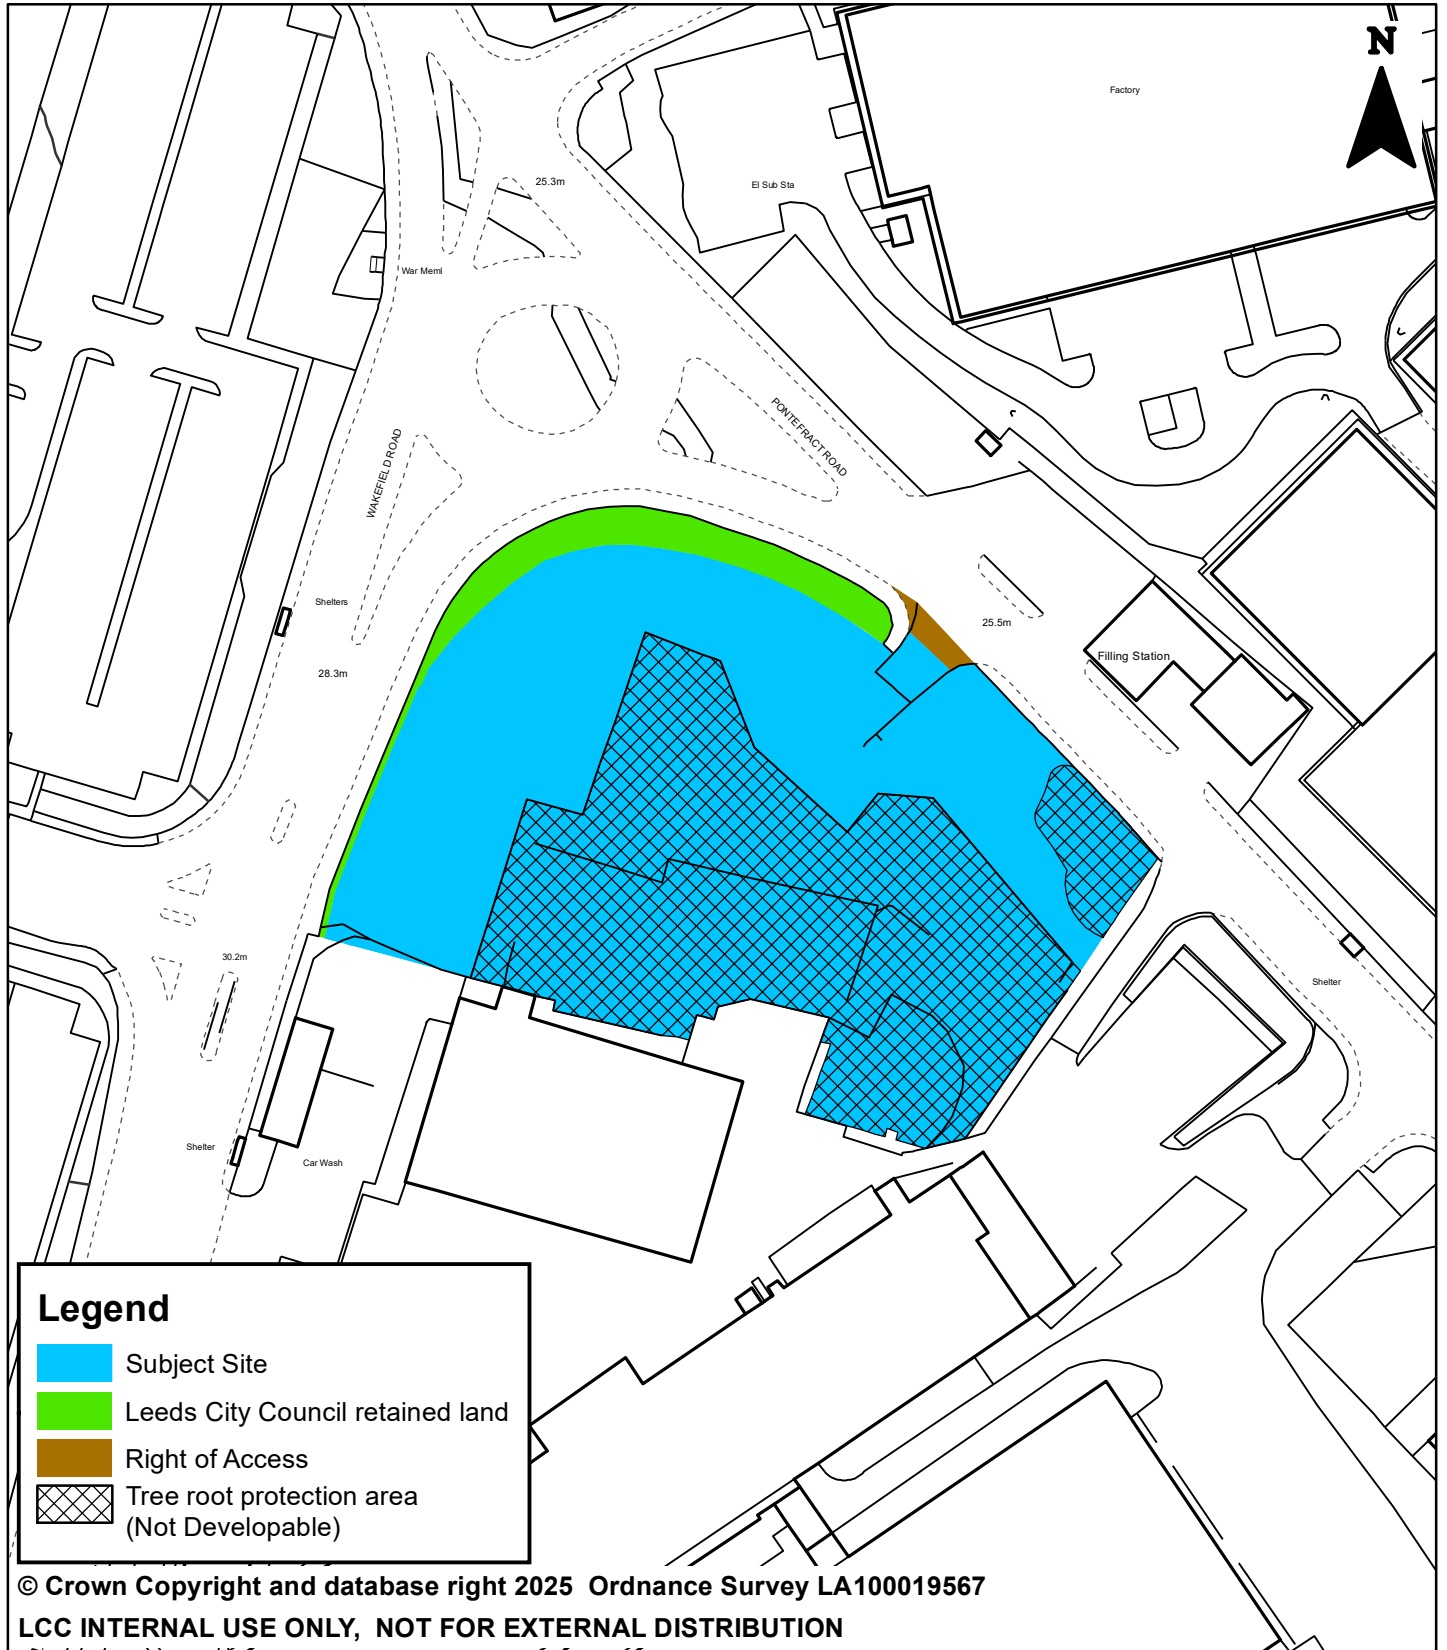 N
Factory
25.3m
El Sub Sta
War Meml
PONTEFRACT ROAD
WAKEFIELD ROAD
Shelters
25.5m
Filling Station
28.3m
30.2m
Shelter
Shelter
Car Wash
Legend
Subject Site
Leeds City Council retained land
Right of Access
Tree root protection area
(Not Developable)
© Crown Copyright and database right 2025 Ordnance Survey LA100019567
LCC INTERNAL USE ONLY, NOT FOR EXTERNAL DISTRIBUTION